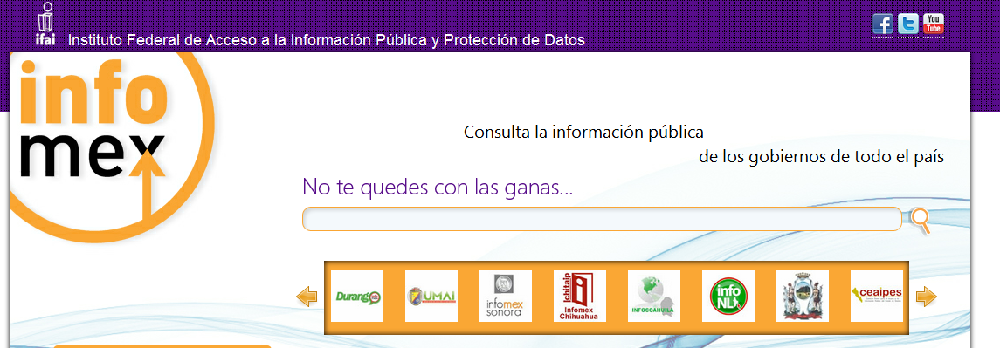 ifai Instituto Federal de Acceso a la Información Pública y Protección de Datos
You
Tube
info
mex
Consulta la información pública
de los gobiernos de todo el país
No te quedes con las ganas...
Durango
UMAI
infomex
sonora
Ichitaip
Infomex
Chihuahua
INFOCOAHUILA
info
NL
ceaipes